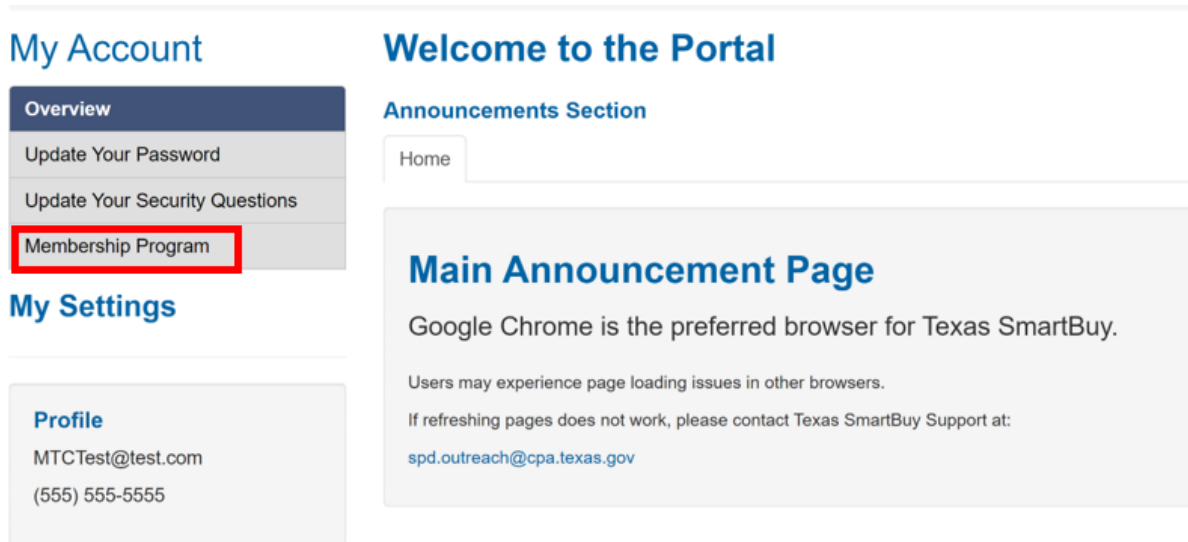 My Account
Overview
Update Your Password
Update Your Security Questions
Membership Program
My Settings
Profile
MTCTest@test.com
(555) 555-5555
Welcome to the Portal
Announcements Section
Home
Main Announcement Page
Google Chrome is the preferred browser for Texas SmartBuy.
Users may experience page loading issues in other browsers.
If refreshing pages does not work, please contact Texas SmartBuy Support at:
spd.outreach@cpa.texas.gov